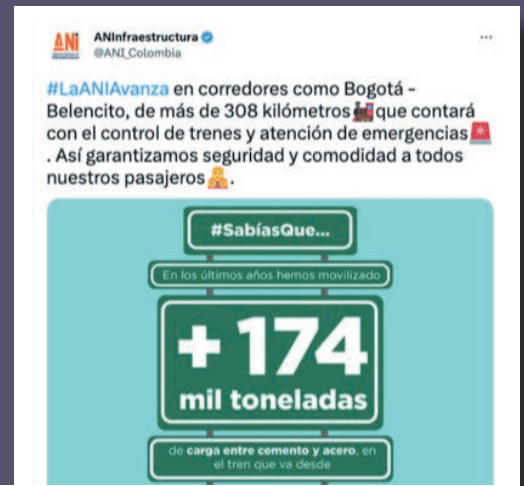 ANi
ANInfraestructura
@ANI_Colombia
#LaANIAvanza en corredores como Bogotá -
Belencito, de más de 308 kilómetros🚂que contará
con el control de trenes y atención de emergencias🚨
. Así garantizamos seguridad y comodidad a todos
nuestros pasajeros👷.
#SabíasQue...
En los últimos años hemos movilizado
+ 174
mil toneladas
de carga entre cemento y acero, en
el tren que va desde